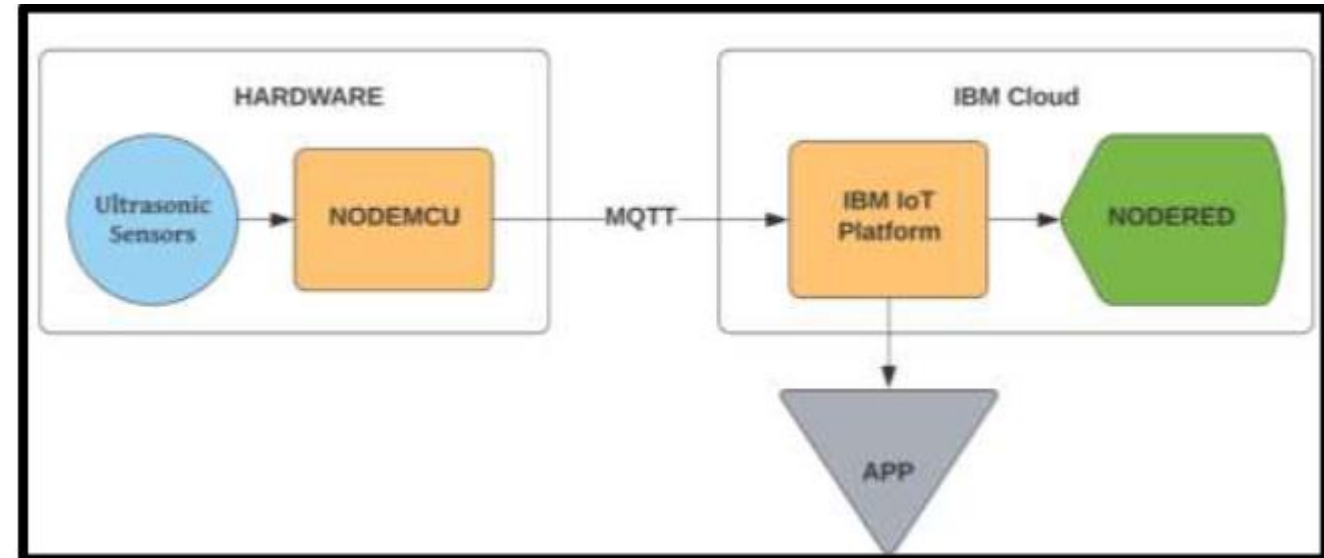 HARDWARE
Ultrasonic
Sensors
NODEMCU
MQTT
IBM Cloud
IBM IoT
Platform
NODERED
APP